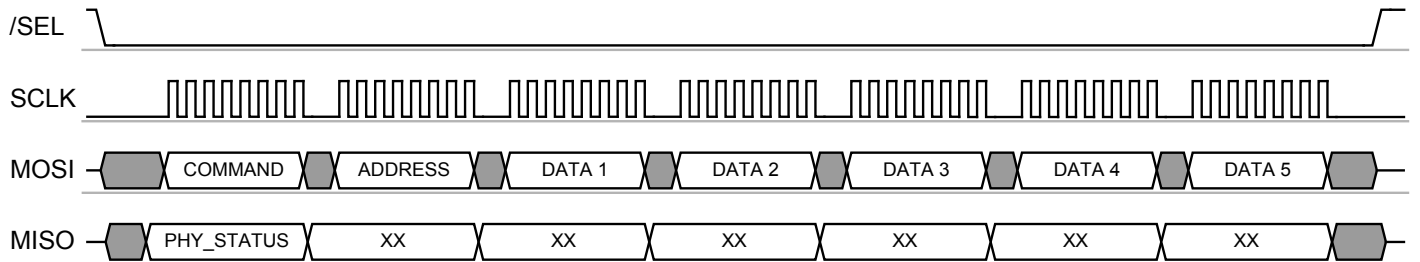 /SEL
SCLK
MOSI COMMAND ADDRESS DATA 1 DATA 2 DATA 3 DATA 4 DATA 5
MISO PHY_STATUS XX XX XX XX XX XX